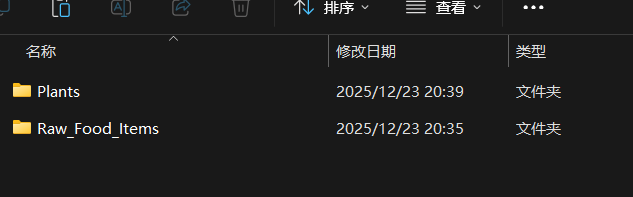 排序 查看
名称 修改日期 类型
Plants 2025/12/23 20:39 文件夹
Raw_Food_Items 2025/12/23 20:35 文件夹